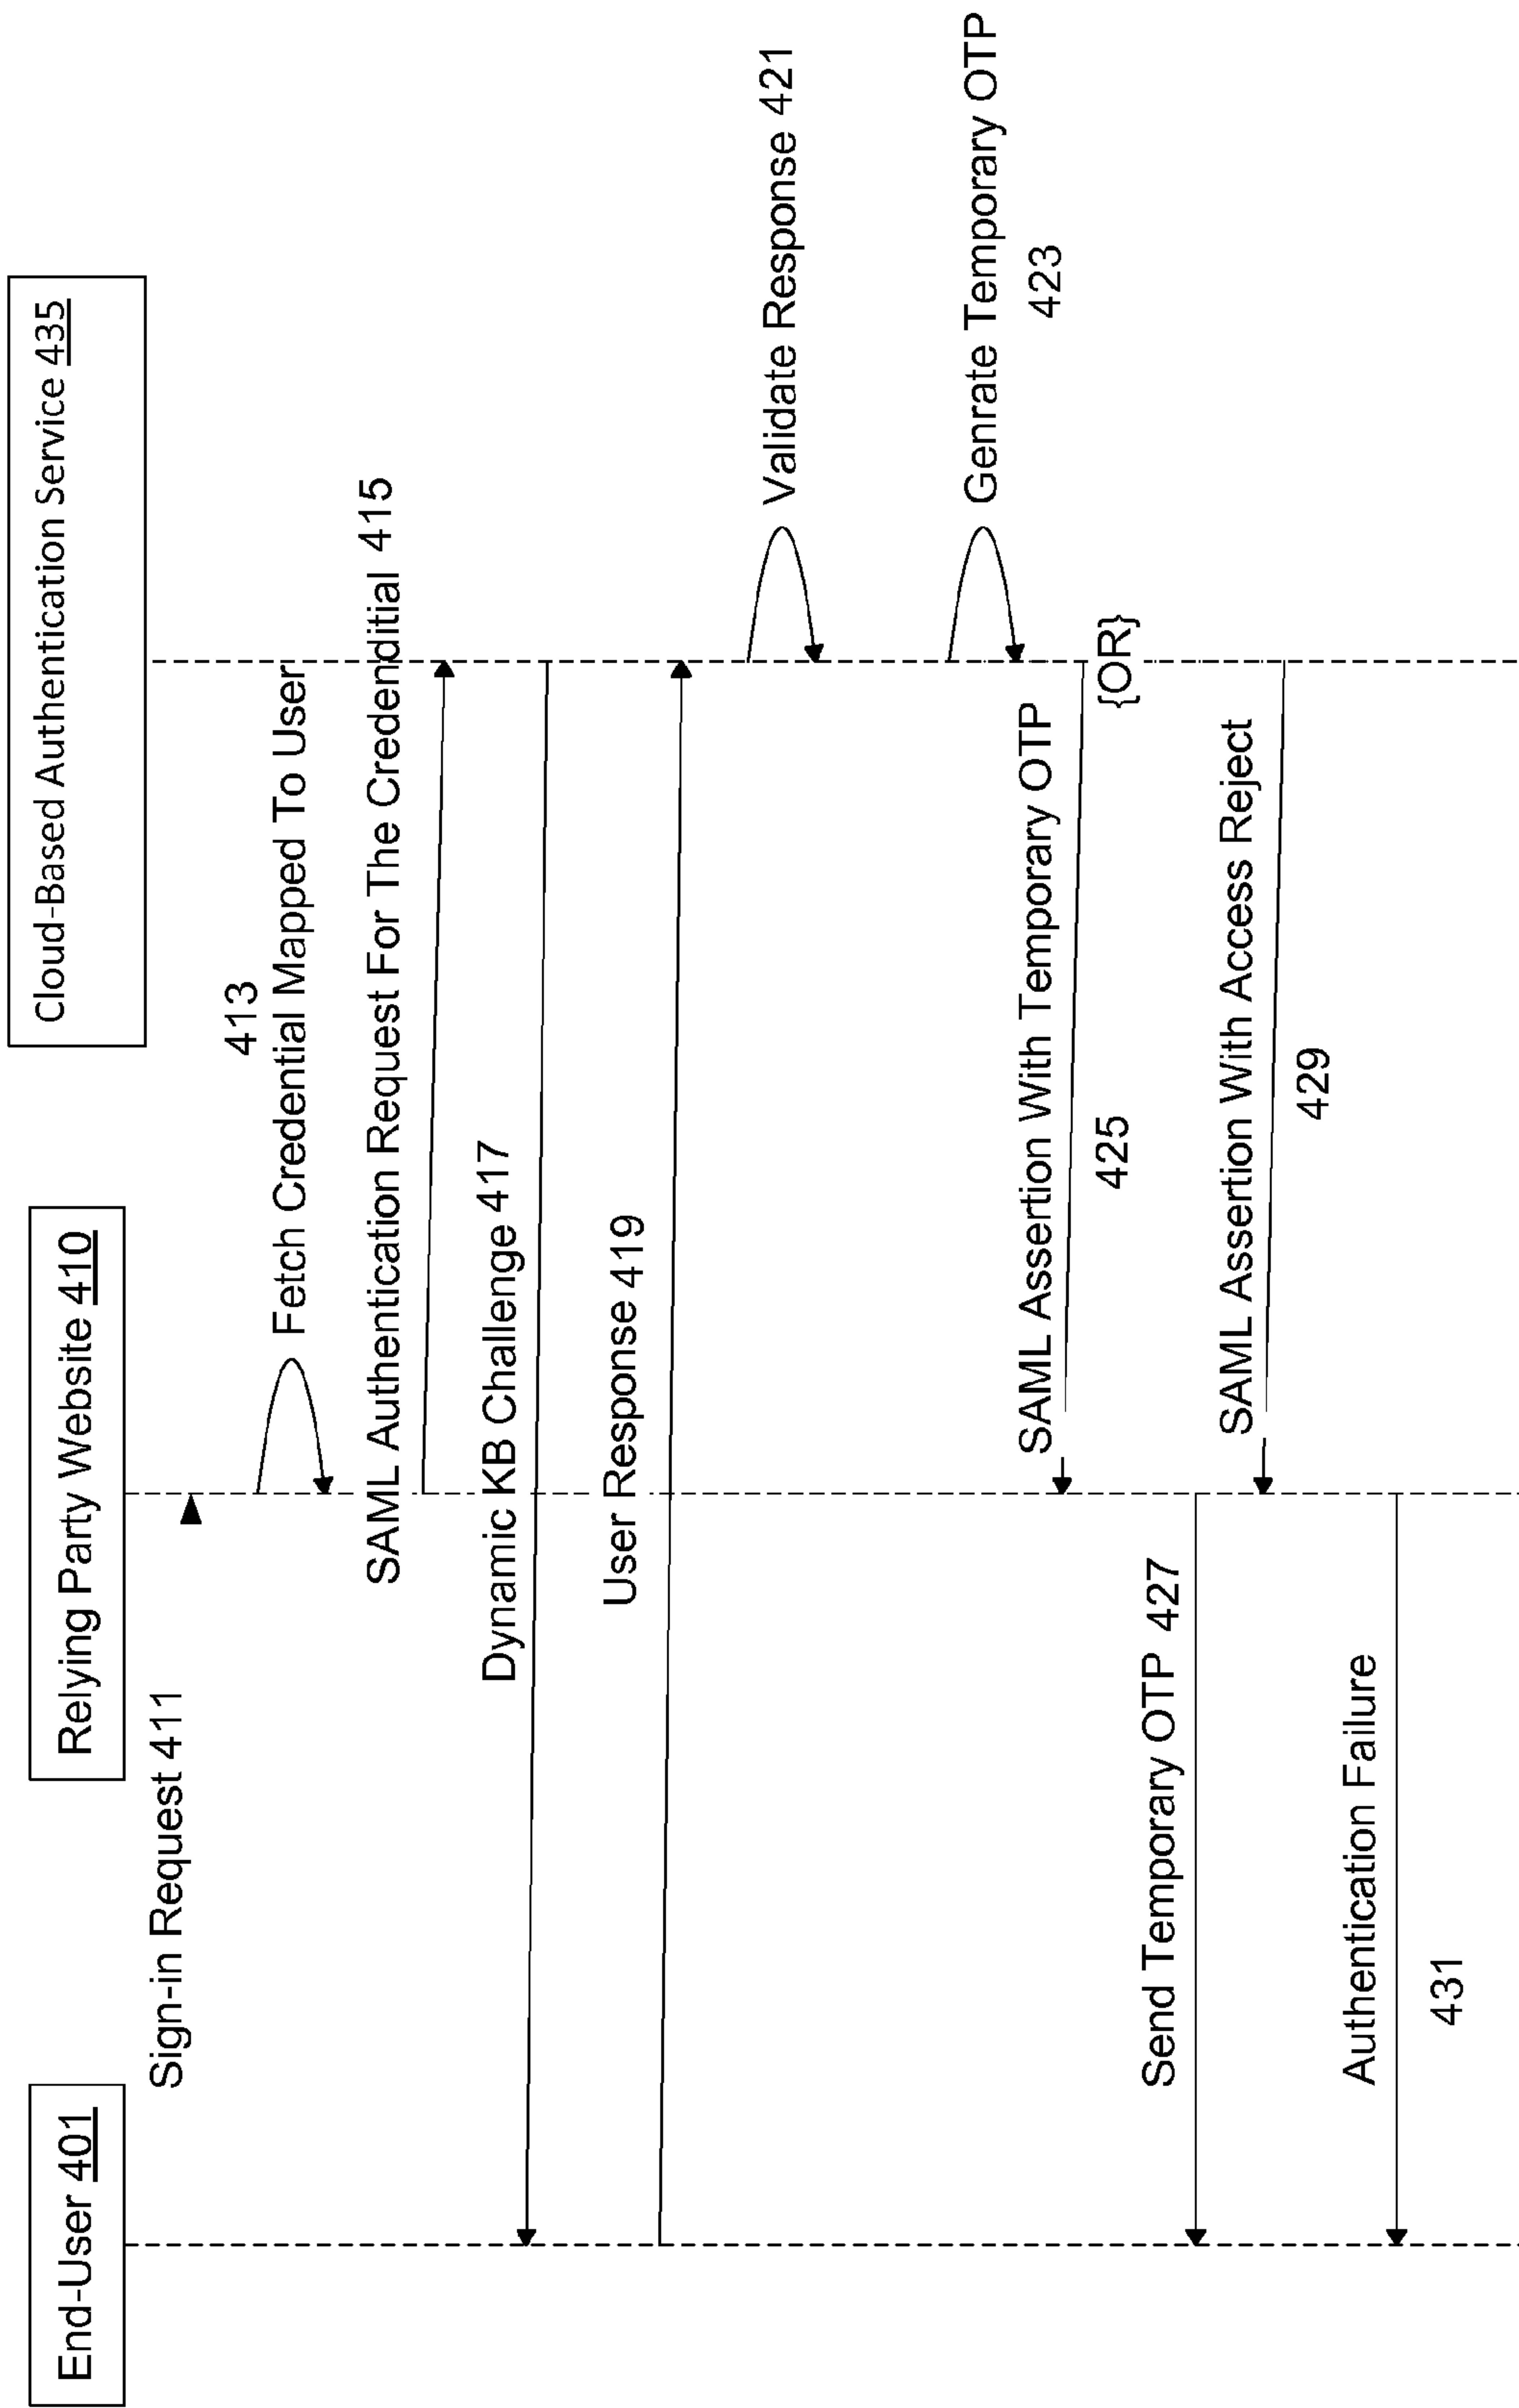 End-User 401
Relying Party Website 410
Cloud-Based Authentication Service 435
Sign-in Request 411
413
Fetch Credential Mapped To User
SAML Authentication Request For The Credenditial 415
Dynamic KB Challenge 417
User Response 419
Validate Response 421
Genrate Temporary OTP
423
SAML Assertion With Temporary OTP
425
{OR}
Send Temporary OTP 427
SAML Assertion With Access Reject
429
Authentication Failure
431